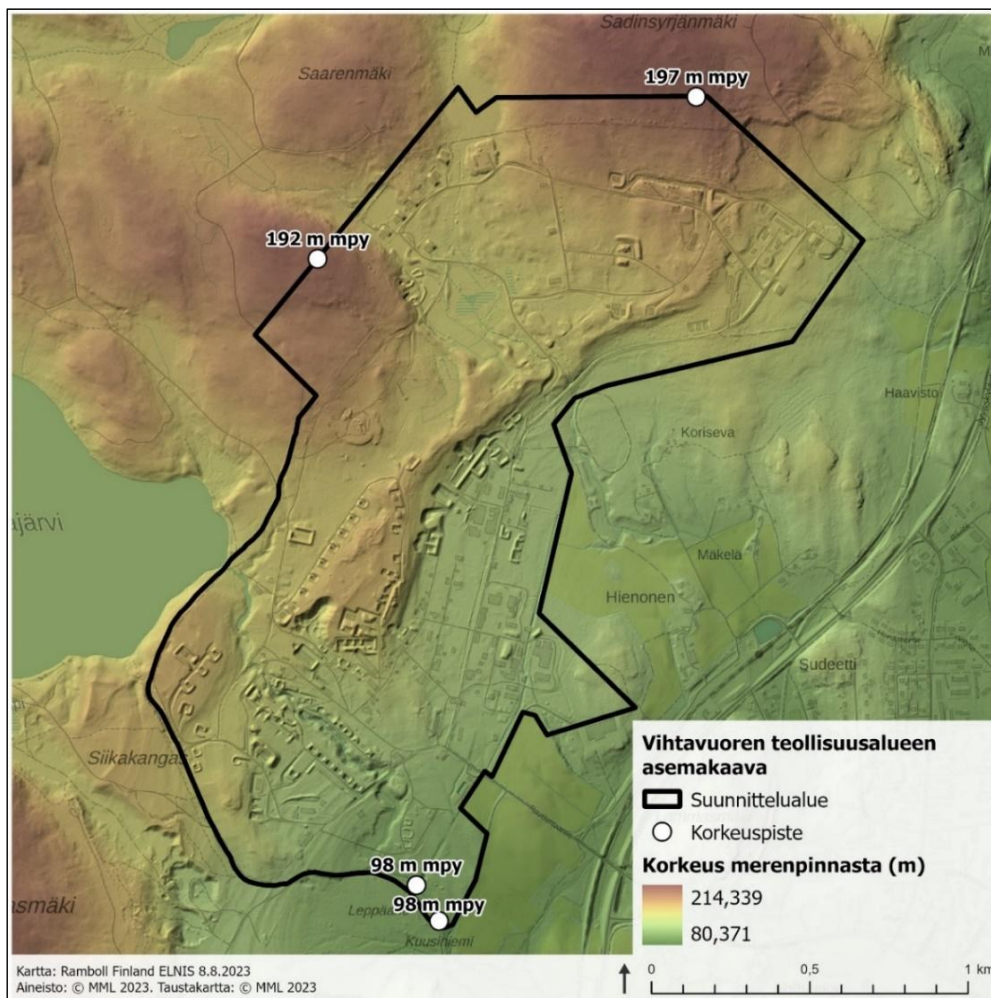 Sadinsyrjänmäki
Saarenmäki
197 m mpy
192 m mpy
Haavisto
Koriseva
ajärvi
Mäkelä
Hienonen
Sudeetti
Siikakangas
98 m mpy
98 m mpy
Kuusiniemi
asmäki
Vihtavuoren teollisuusalueen
asemakaava
Suunnittelualue
Korkeuspiste
Korkeus merenpinnasta (m)
214,339
80,371
Kartta: Ramboll Finland ELNIS 8.8.2023
Aineisto: © MML 2023. Taustakartta: © MML 2023
0 0,5 1 km